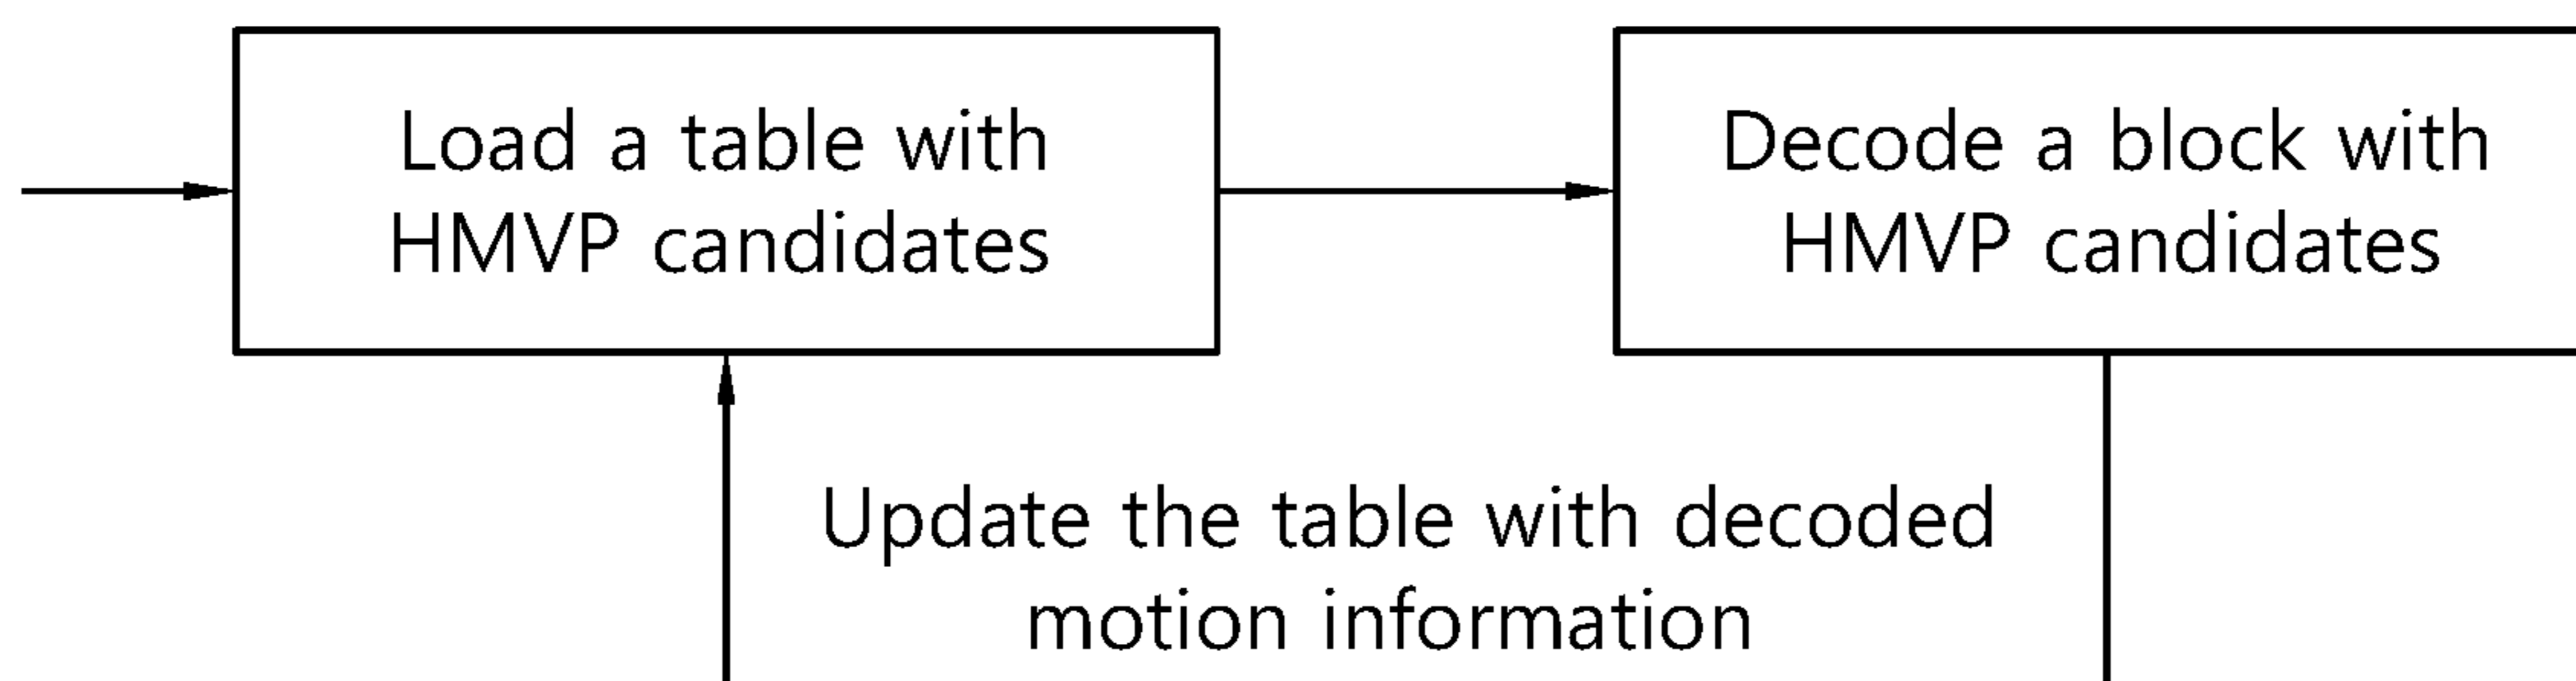 Load a table with
HMVP candidates
Decode a block with
HMVP candidates
Update the table with decoded
motion information